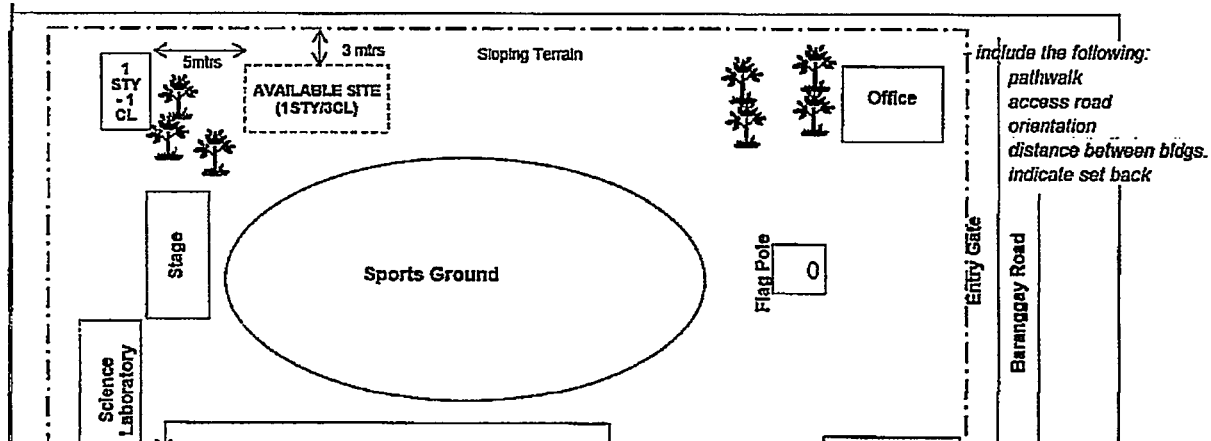 1
STY
- 1
CL
5mtrs
3 mtrs
Sloping Terrain
AVAILABLE SITE
(1STY/3CL)
Office
include the following:
pathwalk
access road
orientation
distance between bldgs.
indicate set back
Stage
Sports Ground
Flag Pole
0
Entry Gate
Baranggay Road
Science
Laboratory